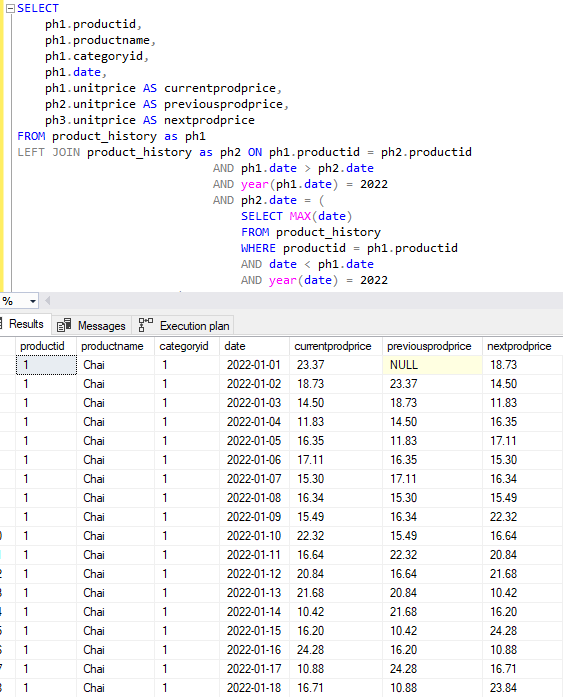 SELECT
ph1.productid,
ph1.productname,
ph1.categoryid,
ph1.date,
ph1.unitprice AS currentprodprice,
ph2.unitprice AS previousprodprice,
ph3.unitprice AS nextprodprice
FROM product_history as ph1
LEFT JOIN product_history as ph2 ON ph1.productid = ph2.productid
AND ph1.date > ph2.date
AND year(ph1.date) = 2022
AND ph2.date = (
SELECT MAX(date)
FROM product_history
WHERE productid = ph1.productid
AND date < ph1.date
AND year(date) = 2022
%
Results Messages Execution plan
productid productname categoryid date currentprodprice previousprodprice nextprodprice
1 Chai 1 2022-01-01 23.37 NULL 18.73
1 Chai 1 2022-01-02 18.73 23.37 14.50
1 Chai 1 2022-01-03 14.50 18.73 11.83
1 Chai 1 2022-01-04 11.83 14.50 16.35
1 Chai 1 2022-01-05 16.35 11.83 17.11
1 Chai 1 2022-01-06 17.11 16.35 15.30
1 Chai 1 2022-01-07 15.30 17.11 16.34
1 Chai 1 2022-01-08 16.34 15.30 15.49
1 Chai 1 2022-01-09 15.49 16.34 22.32
1 Chai 1 2022-01-10 22.32 15.49 16.64
1 Chai 1 2022-01-11 16.64 22.32 20.84
1 Chai 1 2022-01-12 20.84 16.64 21.68
1 Chai 1 2022-01-13 21.68 20.84 10.42
1 Chai 1 2022-01-14 10.42 21.68 16.20
1 Chai 1 2022-01-15 16.20 10.42 24.28
1 Chai 1 2022-01-16 24.28 16.20 10.88
1 Chai 1 2022-01-17 10.88 24.28 16.71
1 Chai 1 2022-01-18 16.71 10.88 23.84